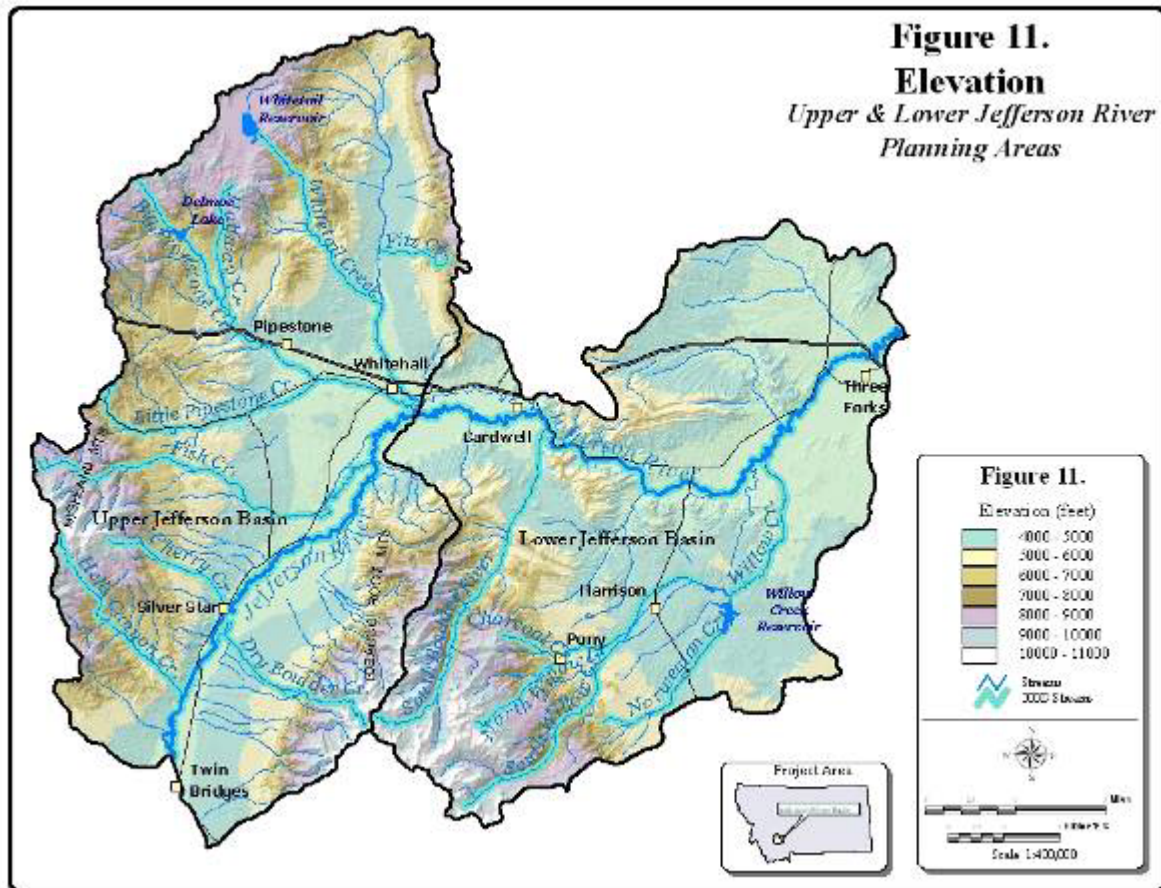 Figure 11.
Elevation
Upper & Lower Jefferson River
Planning Areas
Whitetail
Reservoir
Delmoe
Lake
Whitetail Creek
Fitz Cr.
Pipestone
Whitehall
Little Pipestone Cr.
Cardwell
Three
Forks
Fish Cr.
Upper Jefferson Basin
Lower Jefferson Basin
Cherry Cr.
Jefferson River
Silver Star
Hells Canyon Cr.
Dry Boulder Cr.
Harrison
Willow Cr.
Willow
Creek
Reservoir
Pony
Norwegian Cr.
Twin
Bridges
Figure 11.
Elevation (feet)
4000 - 5000
5000 - 6000
6000 - 7000
7000 - 8000
8000 - 9000
9000 - 10000
10000 - 11000
Streams
Project Area
Miles
Scale 1:400,000